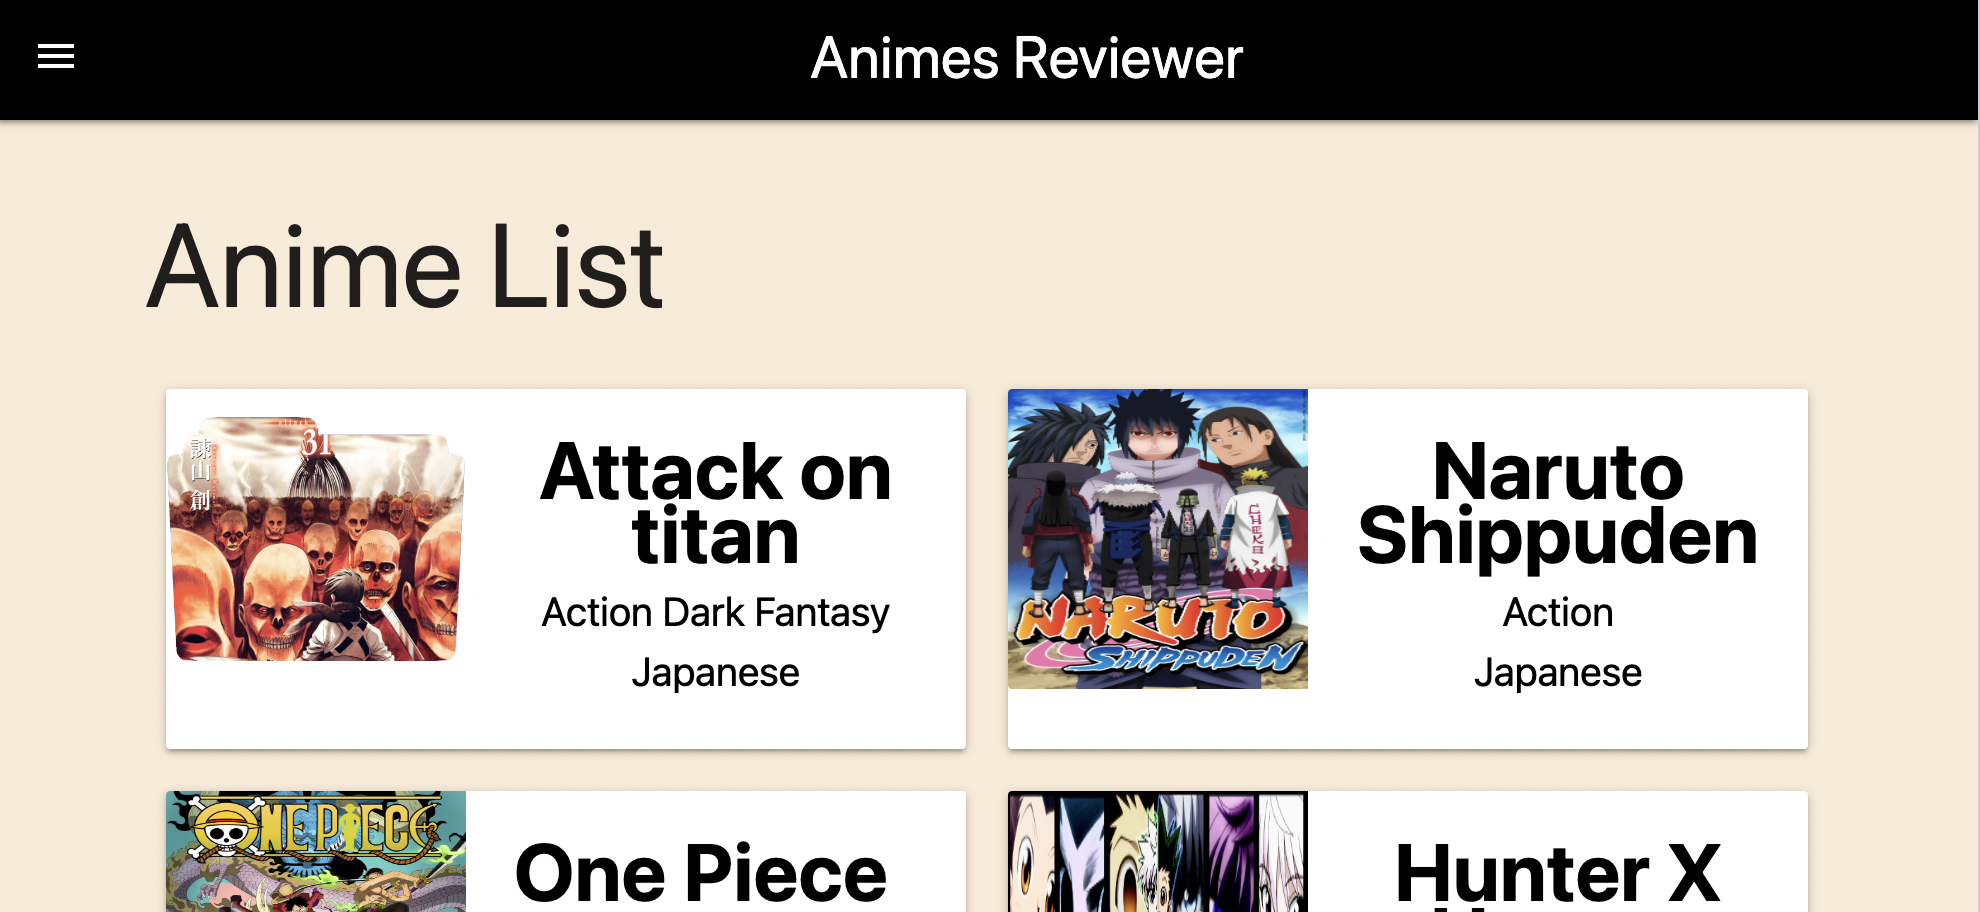 Animes Reviewer
Anime List
31
諫山創
Attack on
titan
Action Dark Fantasy
Japanese
NARUTO
SHIPPUDEN
Naruto
Shippuden
Action
Japanese
ONE PIECE
One Piece
Hunter X